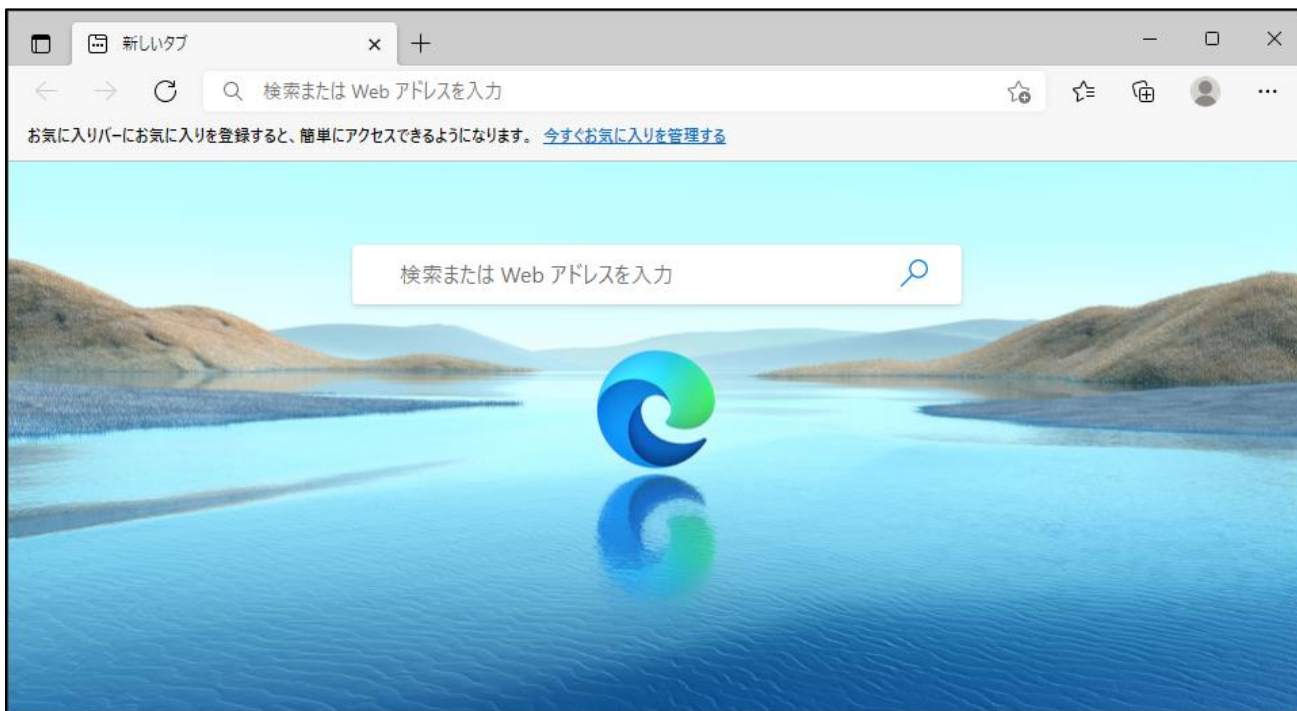 新しいタブ
検索または Web アドレスを入力
お気に入りバーにお気に入りを登録すると、簡単にアクセスできるようになります。 今すぐお気に入りを管理する
検索または Web アドレスを入力